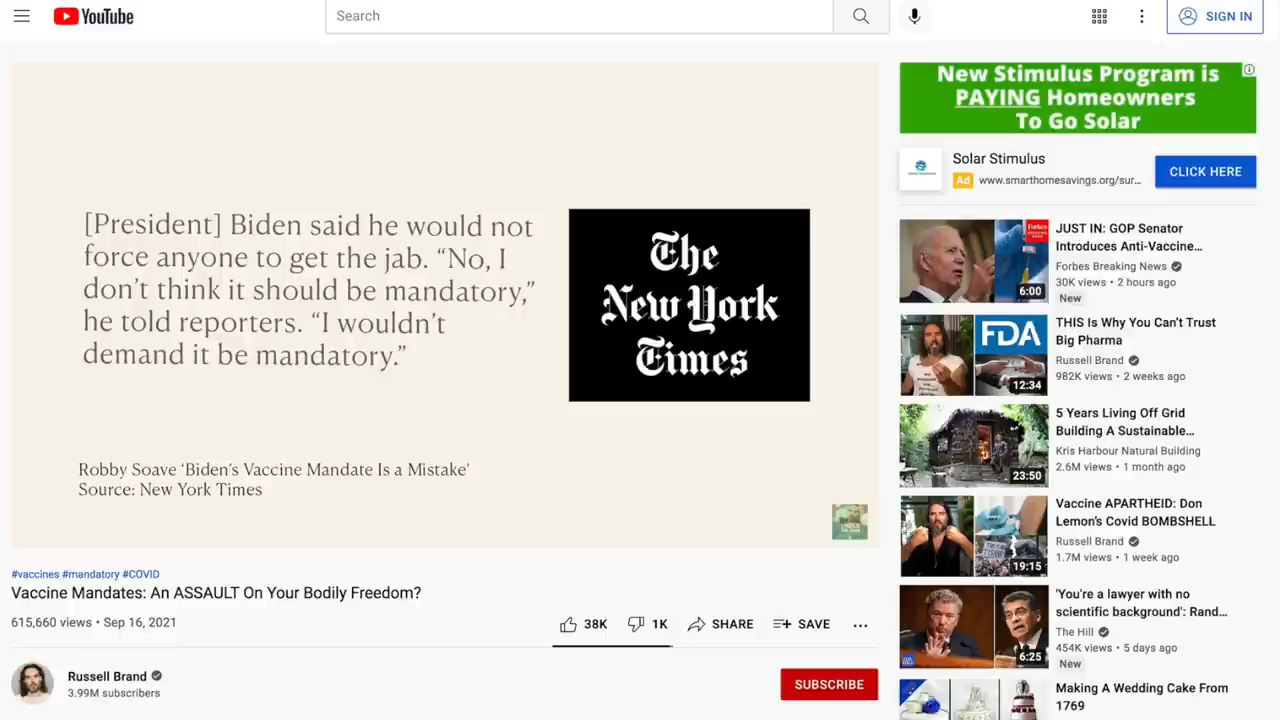 YouTube
Search
SIGN IN
[President] Biden said he would not
force anyone to get the jab. “No, I
don’t think it should be mandatory,”
he told reporters. “I wouldn’t
demand it be mandatory.”
The
New York
Times
Robby Soave ‘Biden’s Vaccine Mandate Is a Mistake’
Source: New York Times
#vaccines #mandatory #COVID
Vaccine Mandates: An ASSAULT On Your Bodily Freedom?
615,660 views • Sep 16, 2021
38K
1K
SHARE
SAVE
Russell Brand
3.99M subscribers
SUBSCRIBE
New Stimulus Program is
PAYING Homeowners
To Go Solar
Solar Stimulus
Ad www.smarthomesavings.org/sur...
CLICK HERE
Forbes
6:00
JUST IN: GOP Senator
Introduces Anti-Vaccine...
Forbes Breaking News
30K views • 2 hours ago
New
FDA
12:34
THIS Is Why You Can’t Trust
Big Pharma
Russell Brand
982K views • 2 weeks ago
23:50
5 Years Living Off Grid
Building A Sustainable...
Kris Harbour Natural Building
2.6M views • 1 month ago
19:15
Vaccine APARTHEID: Don
Lemon’s Covid BOMBSHELL
Russell Brand
1.7M views • 1 week ago
6:25
'You're a lawyer with no
scientific background': Rand...
The Hill
454K views • 5 days ago
New
Making A Wedding Cake From
1769